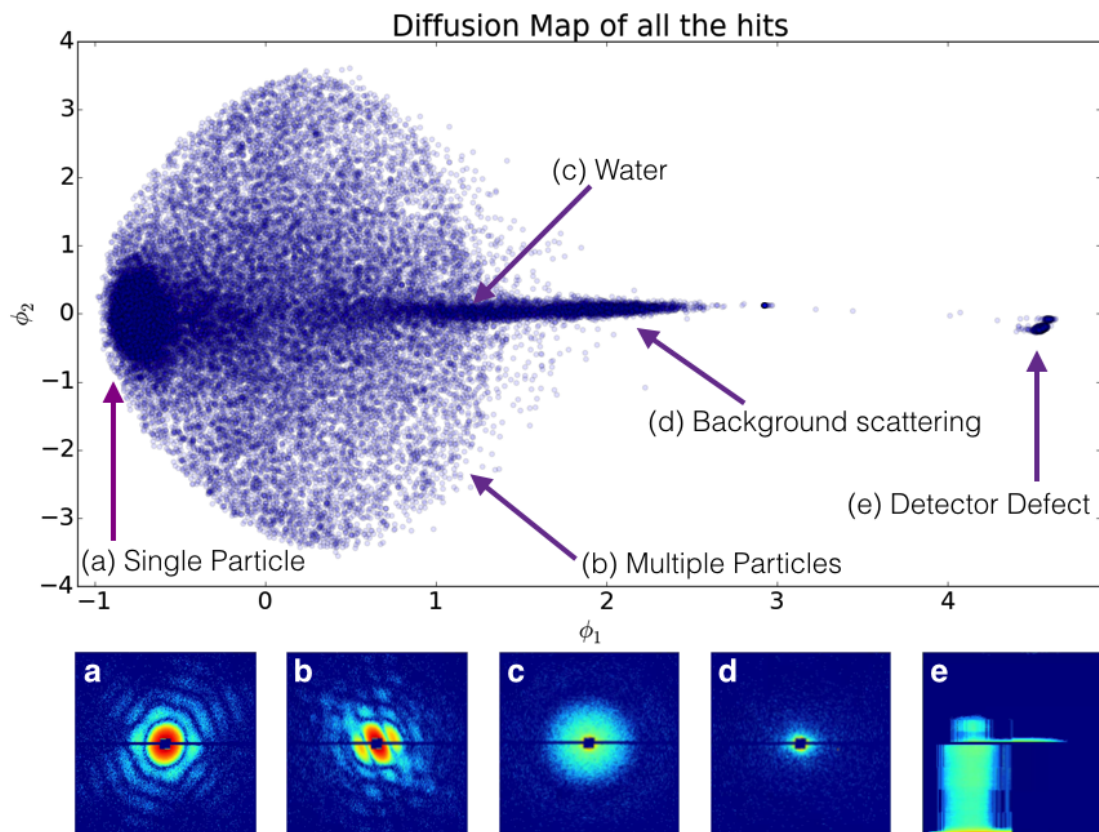 Diffusion Map of all the hits
4
3
2
1
0
−1
−2
−3
−4
ϕ2
(c) Water
(d) Background scattering
(e) Detector Defect
(a) Single Particle
(b) Multiple Particles
−1 0 1 2 3 4
ϕ1
a b c d e